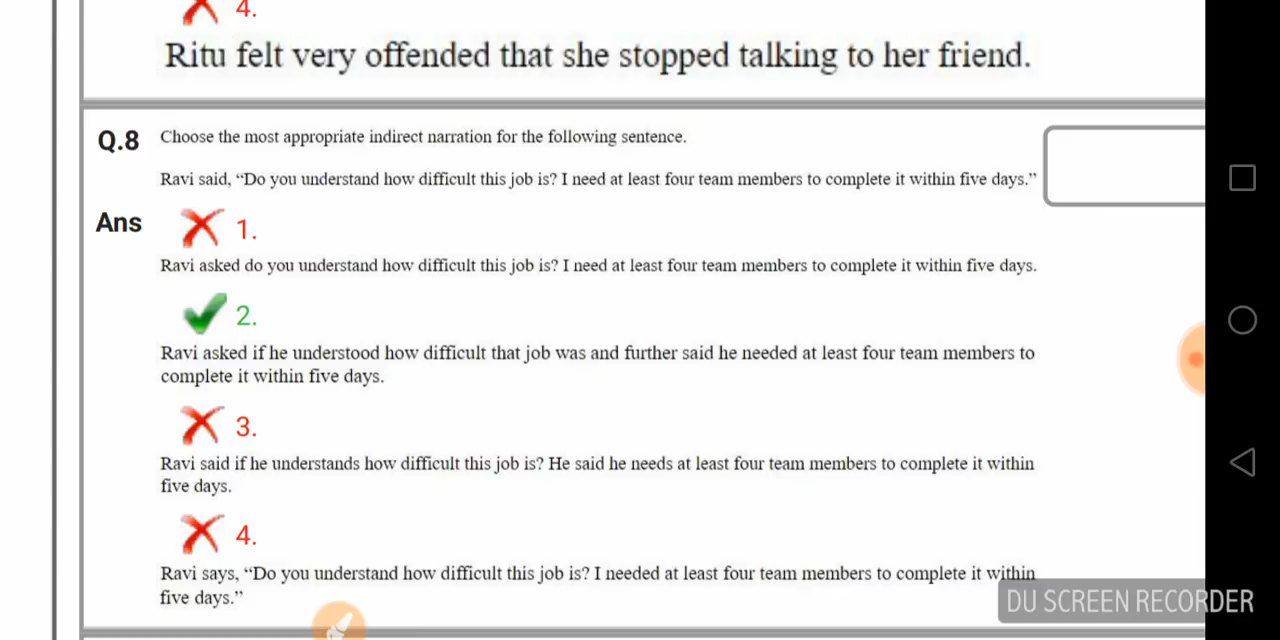 4.
Ritu felt very offended that she stopped talking to her friend.
Q.8 Choose the most appropriate indirect narration for the following sentence.
Ravi said, “Do you understand how difficult this job is? I need at least four team members to complete it within five days.”
Ans 1.
Ravi asked do you understand how difficult this job is? I need at least four team members to complete it within five days.
2.
Ravi asked if he understood how difficult that job was and further said he needed at least four team members to
complete it within five days.
3.
Ravi said if he understands how difficult this job is? He said he needs at least four team members to complete it within
five days.
4.
Ravi says, “Do you understand how difficult this job is? I needed at least four team members to complete it within
five days.”
DU SCREEN RECORDER